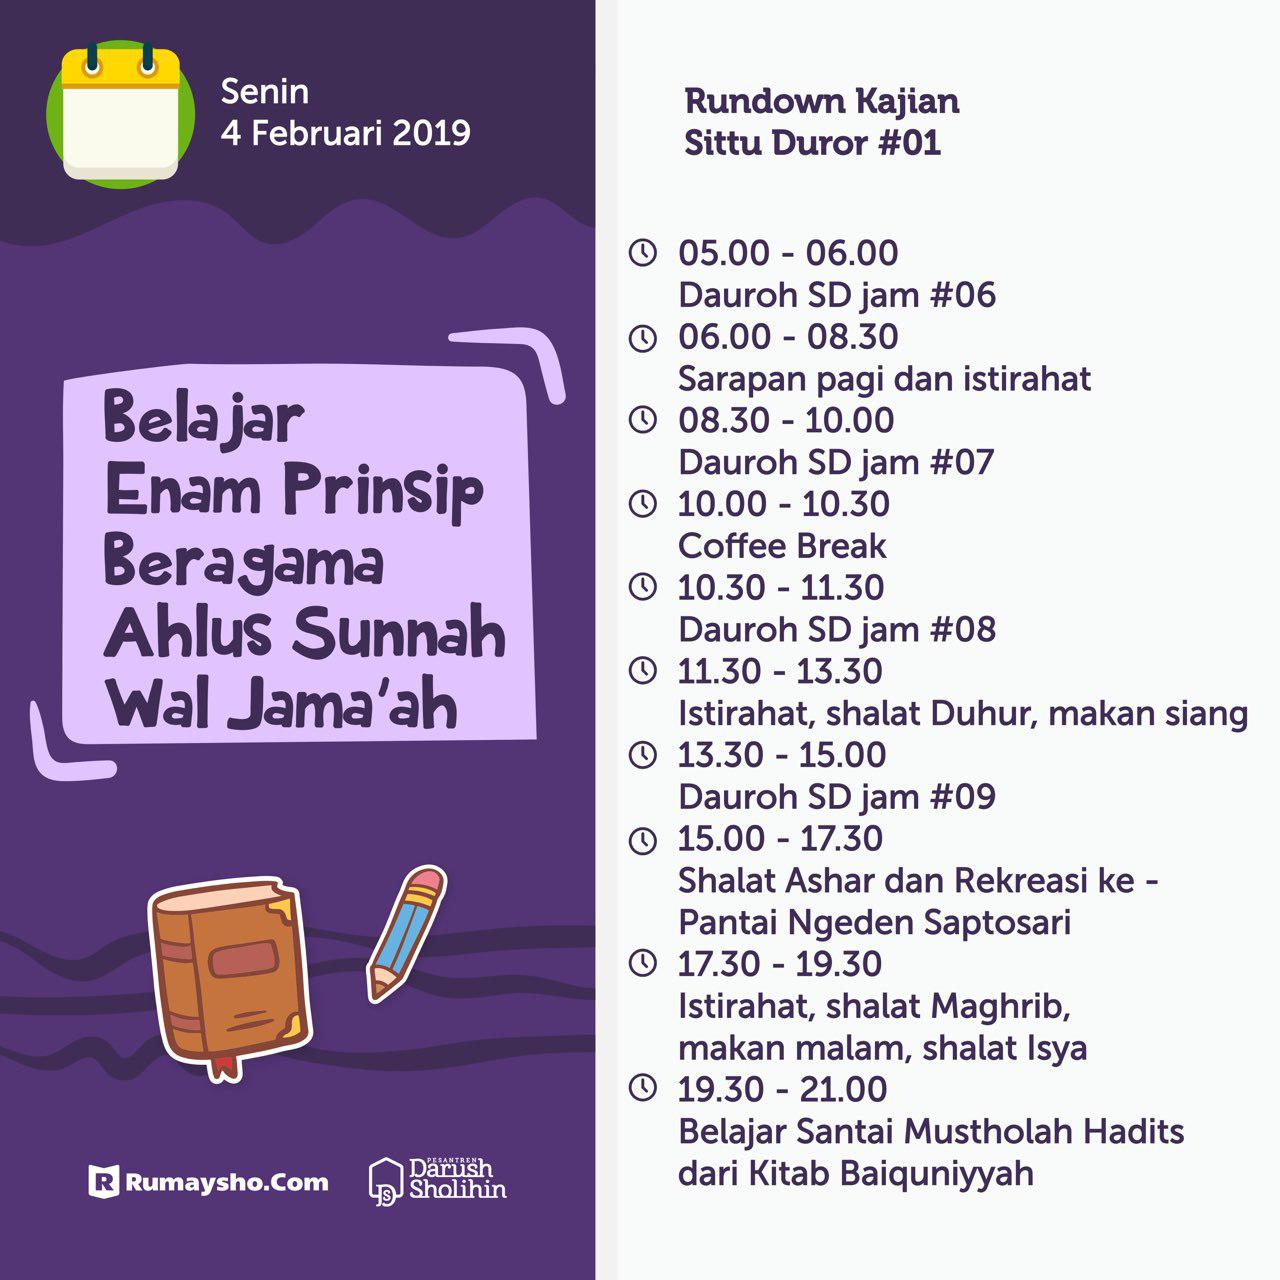 Senin
4 Februari 2019
Belajar
Enam Prinsip
Beragama
Ahlus Sunnah
Wal Jama'ah
R Rumaysho.Com
PESANTREN
Darush
Sholihin
DS
Rundown Kajian
Sittu Duror #01
05.00 - 06.00
Dauroh SD jam #06
06.00 - 08.30
Sarapan pagi dan istirahat
08.30 - 10.00
Dauroh SD jam #07
10.00 - 10.30
Coffee Break
10.30 - 11.30
Dauroh SD jam #08
11.30 - 13.30
Istirahat, shalat Duhur, makan siang
13.30 - 15.00
Dauroh SD jam #09
15.00 - 17.30
Shalat Ashar dan Rekreasi ke -
Pantai Ngeden Saptosari
17.30 - 19.30
Istirahat, shalat Maghrib,
makan malam, shalat Isya
19.30 - 21.00
Belajar Santai Mustholah Hadits
dari Kitab Baiquniyyah